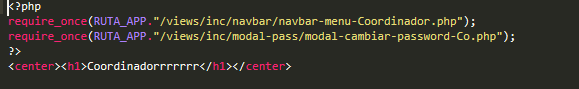 <?php
require_once(RUTA_APP."/views/inc/navbar/navbar-menu-Coordinador.php");
require_once(RUTA_APP."/views/inc/modal-pass/modal-cambiar-password-Co.php");
?>
<center><h1>Coordinadorrrrrrr</h1></center>